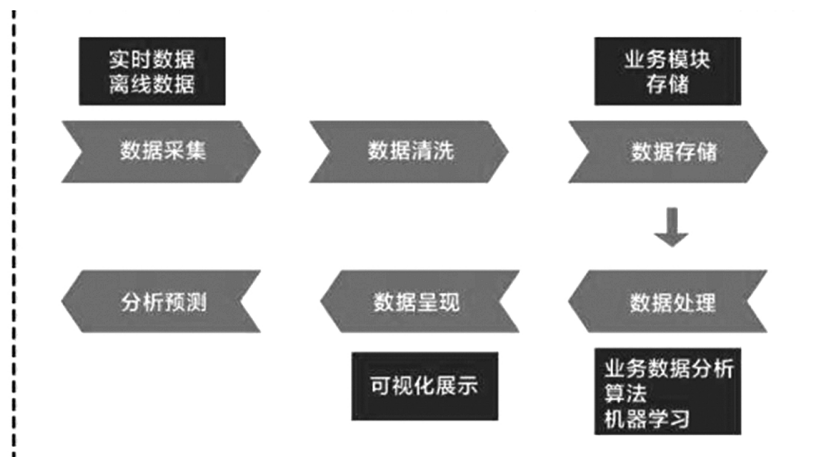 实时数据
离线数据
业务模块
存储
数据采集
数据清洗
数据存储
分析预测
数据呈现
数据处理
可视化展示
业务数据分析
算法
机器学习